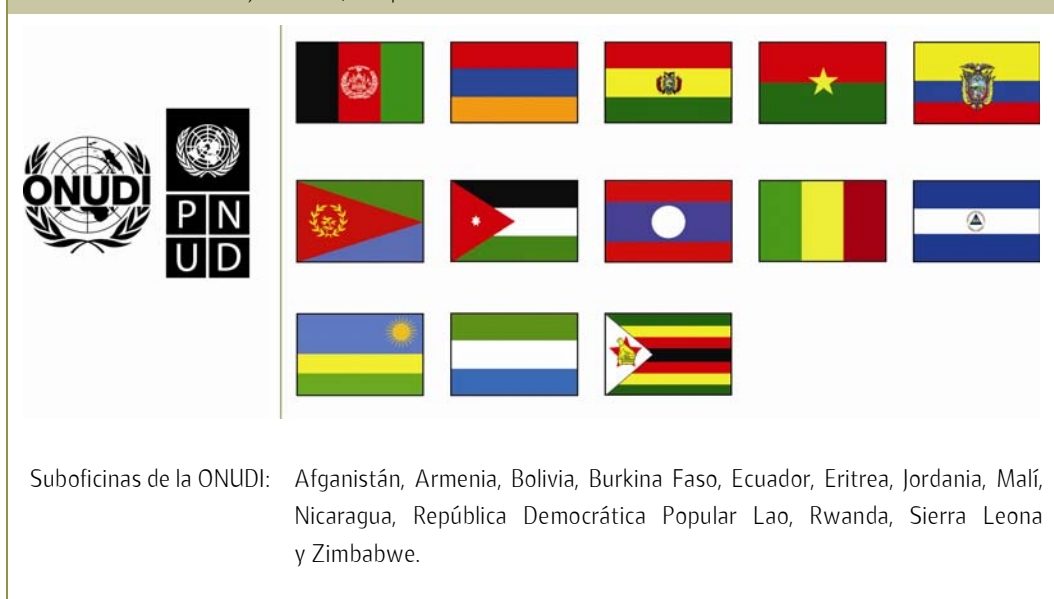 ONUDI
P N
U D
Suboficinas de la ONUDI: Afganistán, Armenia, Bolivia, Burkina Faso, Ecuador, Eritrea, Jordania, Malí,
Nicaragua, República Democrática Popular Lao, Rwanda, Sierra Leona
y Zimbabwe.